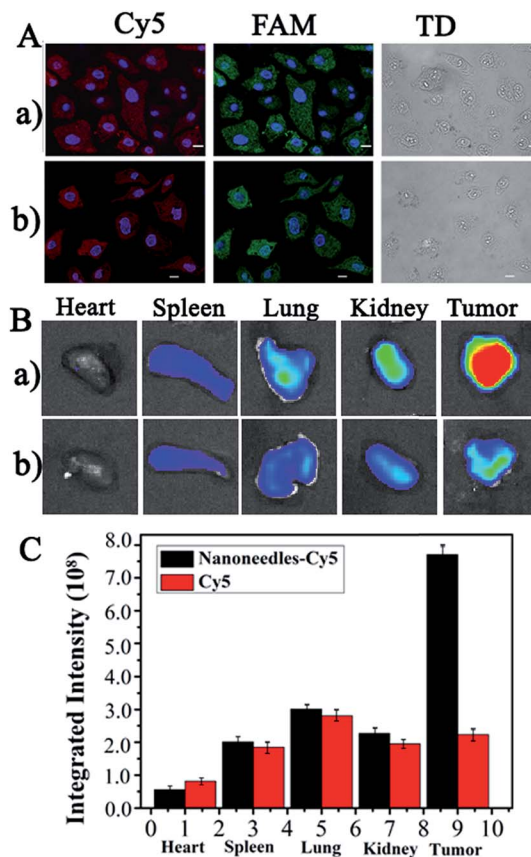 A Cy5 FAM TD
a)
b)
B Heart Spleen Lung Kidney Tumor
a)
b)
C
Integrated Intensity (10⁸)
8.0
7.0
6.0
5.0
4.0
3.0
2.0
1.0
0.0
Nanoneedles-Cy5
Cy5
0 1 2 3 4 5 6 7 8 9 10
Heart Spleen Lung Kidney Tumor